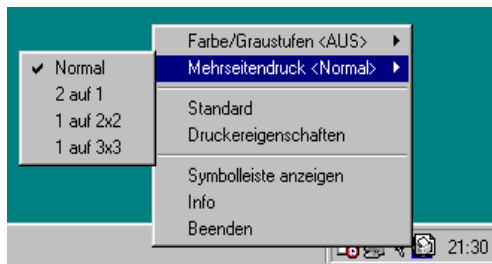 Farbe/Graustufen <AUS>
Mehrseitendruck <Normal>
Normal
2 auf 1
1 auf 2x2
1 auf 3x3
Standard
Druckereigenschaften
Symbolleiste anzeigen
Info
Beenden
21:30